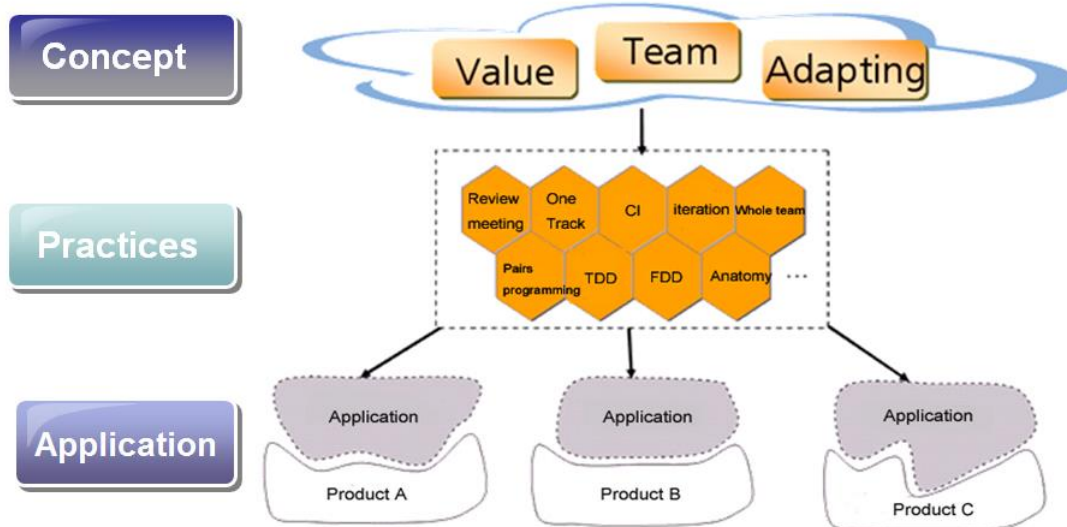 Concept
Value
Team
Adapting
Practices
Review
meeting
One
Track
CI
iteration
Whole team
Pairs
programming
TDD
FDD
Anatomy
...
Application
Application
Application
Application
Product A
Product B
Product C